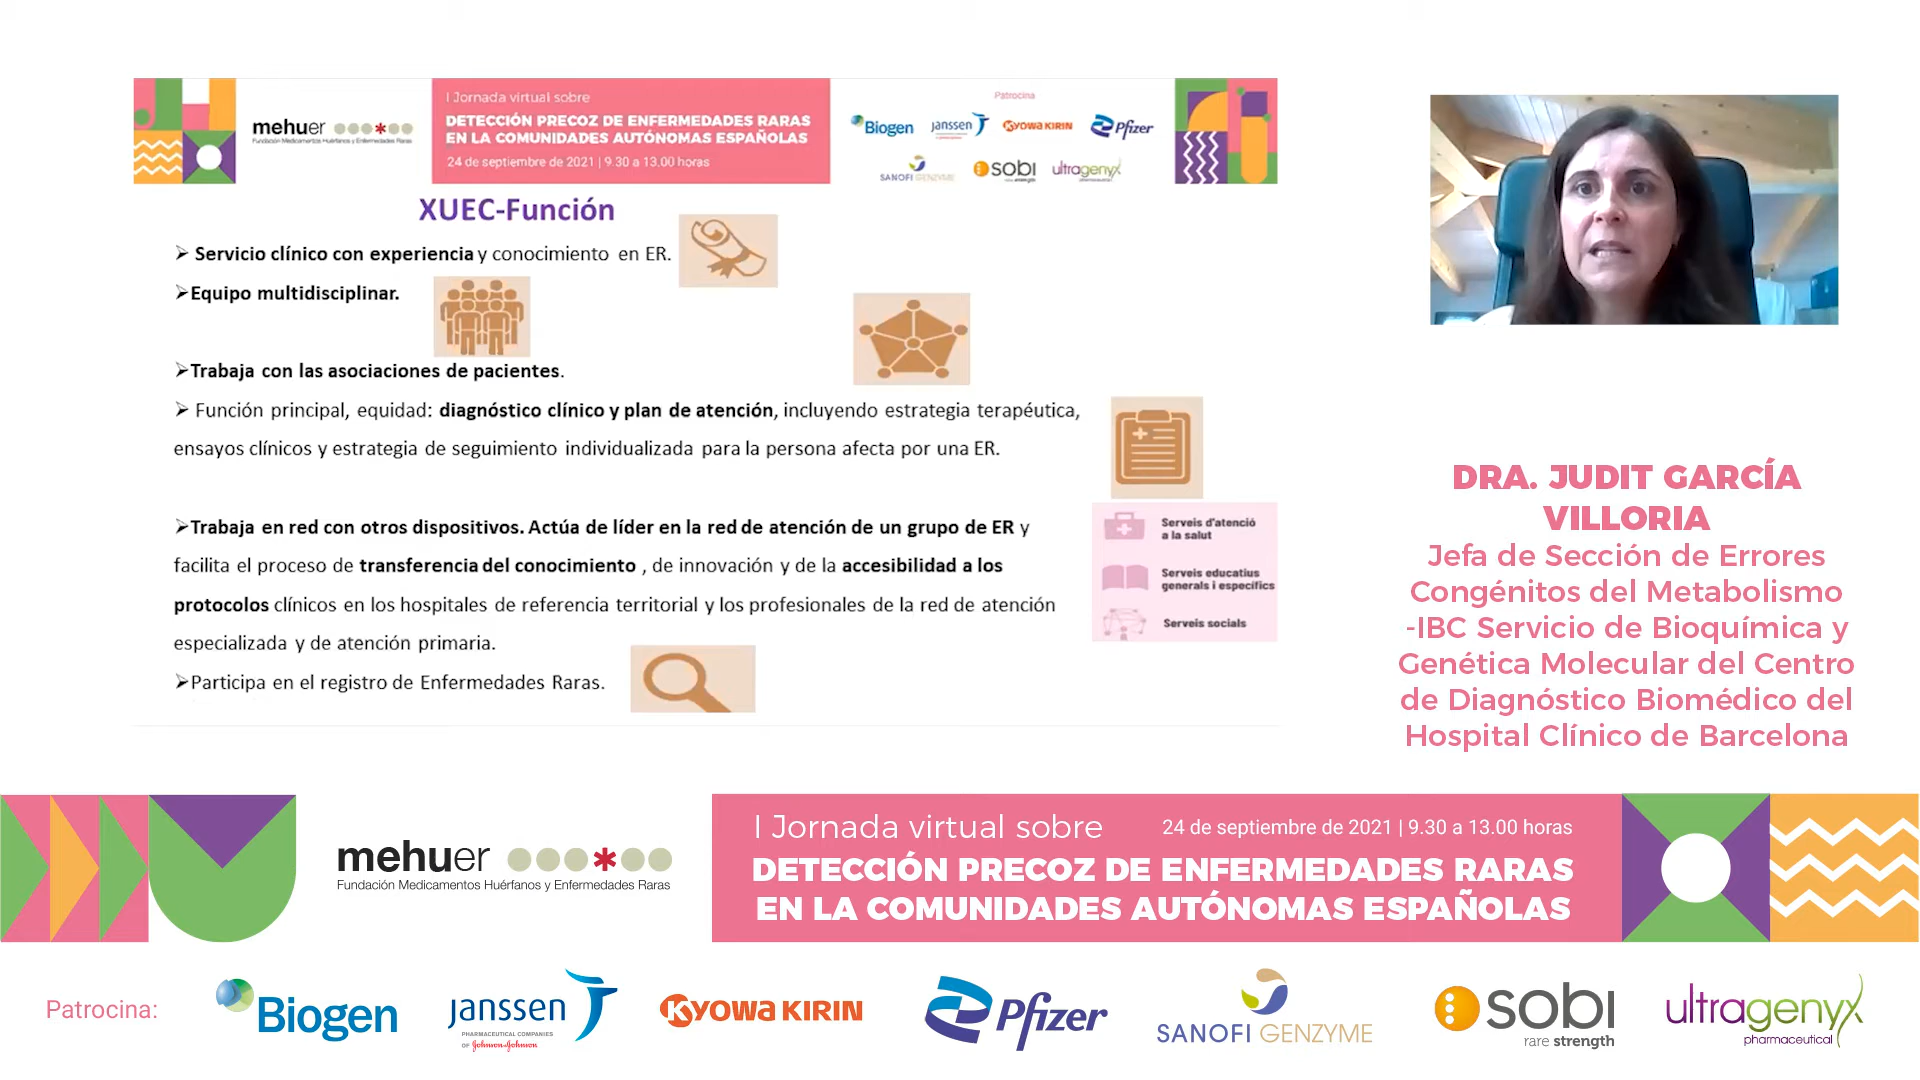 mehuer
Fundación Medicamentos Huérfanos y Enfermedades Raras
I Jornada virtual sobre
DETECCIÓN PRECOZ DE ENFERMEDADES RARAS
EN LA COMUNIDADES AUTÓNOMAS ESPAÑOLAS
24 de septiembre de 2021 | 9.30 a 13.00 horas
Patrocina
Biogen
janssen
KYOWA KIRIN
Pfizer
SANOFI GENZYME
sobi
rare strength
ultragenyx
pharmaceutical
XUEC-Función
➢ Servicio clínico con experiencia y conocimiento en ER.
➢Equipo multidisciplinar.
➢Trabaja con las asociaciones de pacientes.
➢ Función principal, equidad: diagnóstico clínico y plan de atención, incluyendo estrategia terapéutica,
ensayos clínicos y estrategia de seguimiento individualizada para la persona afecta por una ER.
➢Trabaja en red con otros dispositivos. Actúa de líder en la red de atención de un grupo de ER y
facilita el proceso de transferencia del conocimiento , de innovación y de la accesibilidad a los
protocolos clínicos en los hospitales de referencia territorial y los profesionales de la red de atención
especializada y de atención primaria.
➢Participa en el registro de Enfermedades Raras.
Serveis d'atenció
a la salut
Serveis educatius
generals i específics
Serveis socials
DRA. JUDIT GARCÍA
VILLORIA
Jefa de Sección de Errores
Congénitos del Metabolismo
-IBC Servicio de Bioquímica y
Genética Molecular del Centro
de Diagnóstico Biomédico del
Hospital Clínico de Barcelona
mehuer
Fundación Medicamentos Huérfanos y Enfermedades Raras
I Jornada virtual sobre
24 de septiembre de 2021 | 9.30 a 13.00 horas
DETECCIÓN PRECOZ DE ENFERMEDADES RARAS
EN LA COMUNIDADES AUTÓNOMAS ESPAÑOLAS
Patrocina:
Biogen
janssen
PHARMACEUTICAL COMPANIES
OF Johnson & Johnson
KYOWA KIRIN
Pfizer
SANOFI GENZYME
sobi
rare strength
ultragenyx
pharmaceutical